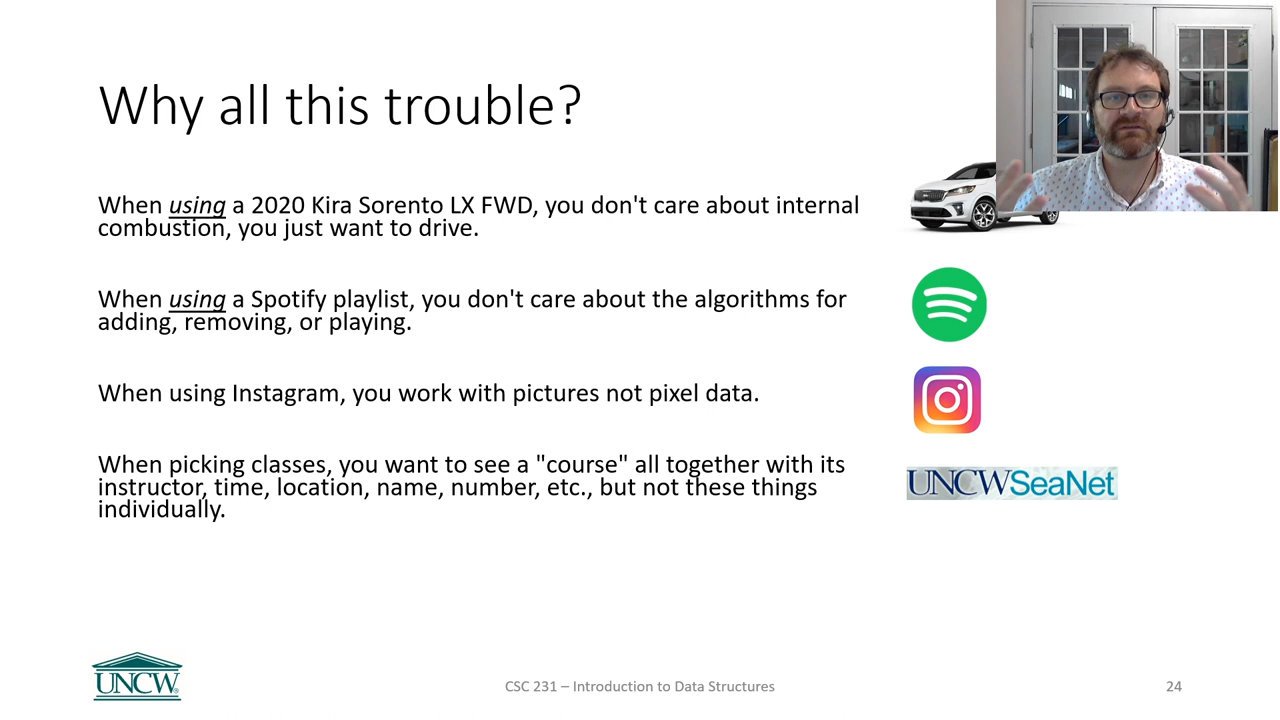 Why all this trouble?
When using a 2020 Kira Sorento LX FWD, you don't care about internal
combustion, you just want to drive.
When using a Spotify playlist, you don't care about the algorithms for
adding, removing, or playing.
When using Instagram, you work with pictures not pixel data.
When picking classes, you want to see a "course" all together with its
instructor, time, location, name, number, etc., but not these things
individually.
UNCWSeaNet
UNCW
CSC 231 – Introduction to Data Structures
24